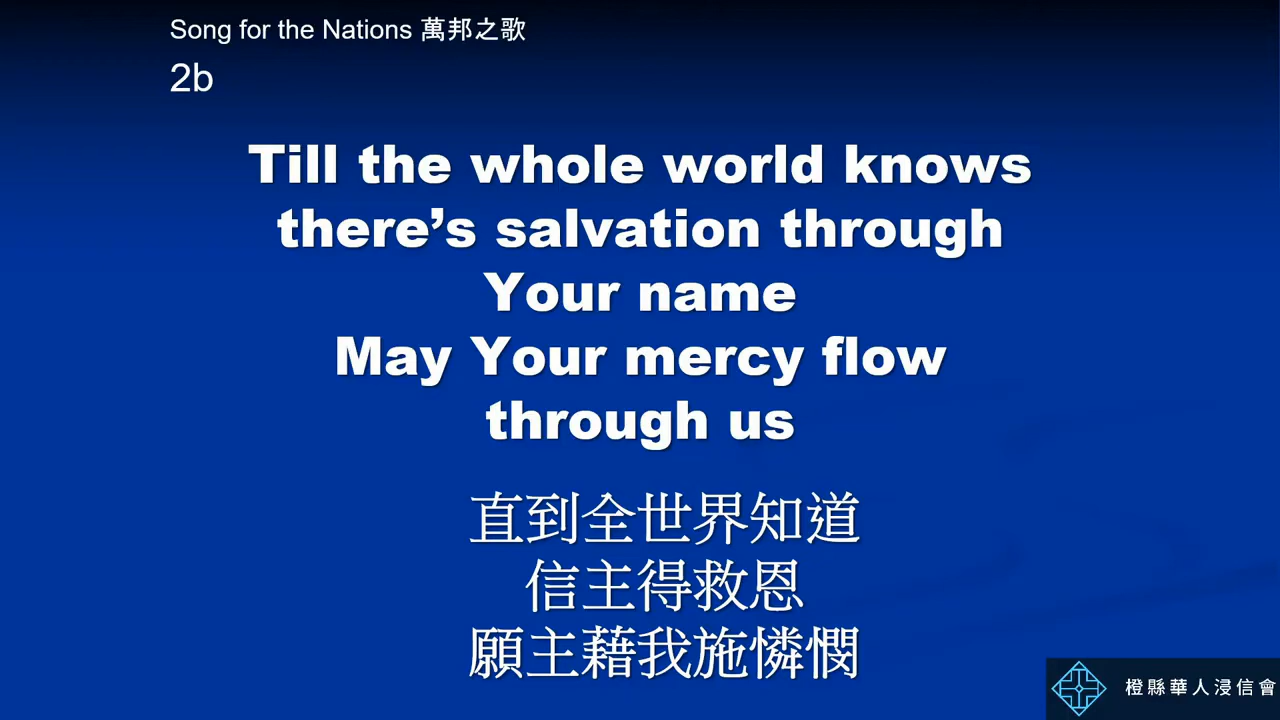 Song for the Nations 萬邦之歌
2b
Till the whole world knows
there's salvation through
Your name
May Your mercy flow
through us
直到全世界知道
信主得救恩
願主藉我施憐憫
橙縣華人浸信會